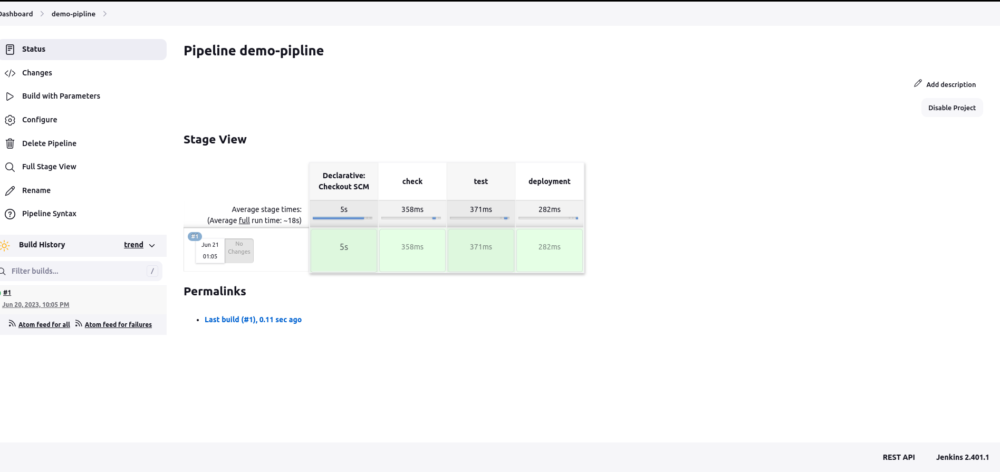 Dashboard
demo-pipline
Status
Changes
Build with Parameters
Configure
Delete Pipeline
Full Stage View
Rename
Pipeline Syntax
Build History
trend
Filter builds...
/
#1
Jun 20, 2023, 10:05 PM
Atom feed for all
Atom feed for failures
Pipeline demo-pipline
Add description
Disable Project
Stage View
Declarative:
Checkout SCM
check
test
deployment
Average stage times:
(Average full run time: ~18s)
5s
358ms
371ms
282ms
#1
Jun 21
01:05
No
Changes
5s
358ms
371ms
282ms
Permalinks
Last build (#1), 0.11 sec ago
REST API
Jenkins 2.401.1